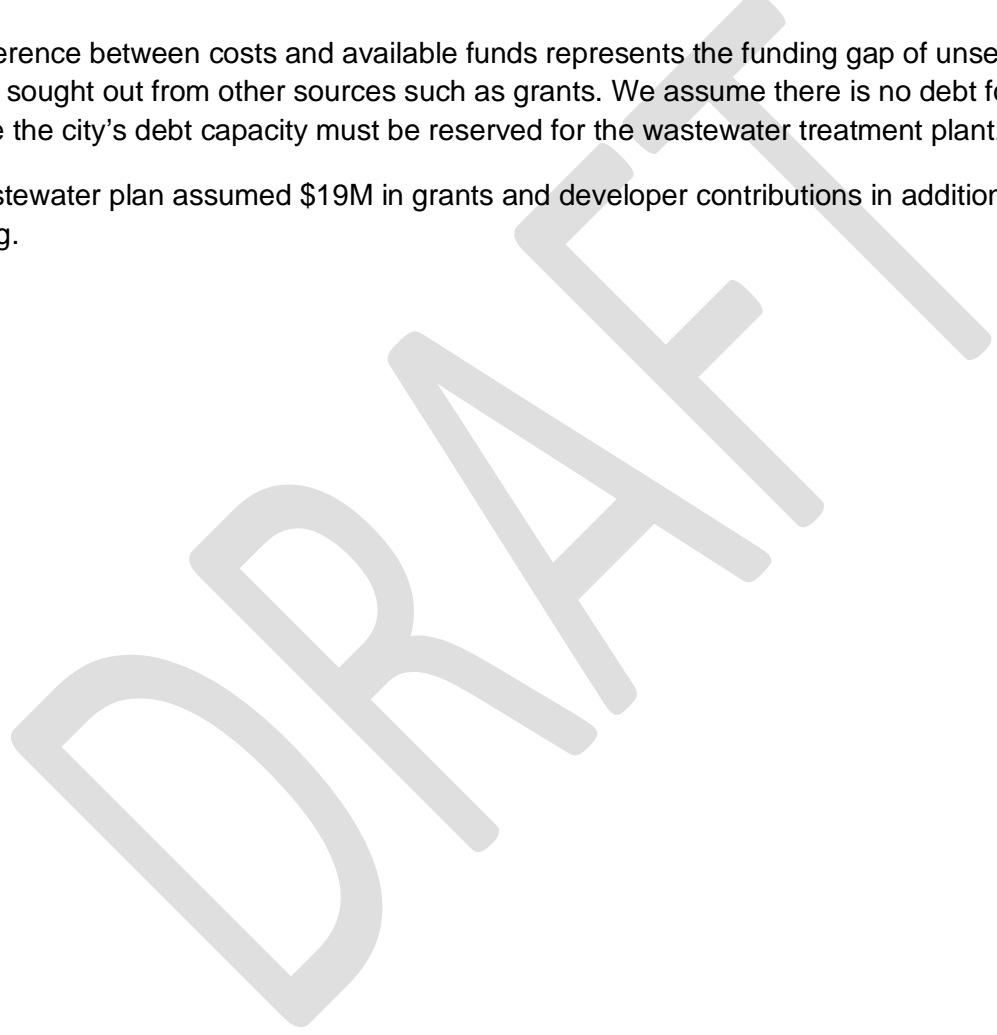 erence between costs and available funds represents the funding gap of unse
sought out from other sources such as grants. We assume there is no debt fo
e the city’s debt capacity must be reserved for the wastewater treatment plant.
stewater plan assumed $19M in grants and developer contributions in addition
g.
DRAFT